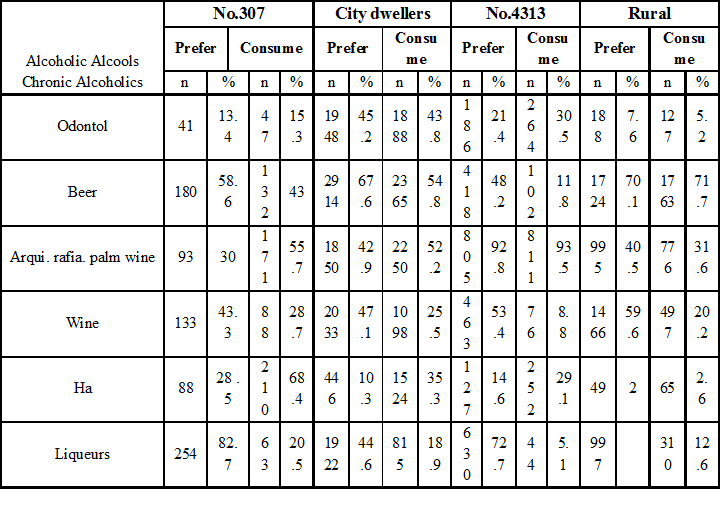 No.307 City dwellers No.4313 Rural
Alcoholic Alcools Chronic Alcoholics Prefer Consume Prefer Consume Prefer Consume Prefer Consume
n % n % n % n % n % n % n % n %
Odontol 41 13.4 47 15.3 1948 45.2 1888 43.8 186 21.4 264 30.5 188 7.6 127 5.2
Beer 180 58.6 132 43 2914 67.6 2365 54.8 418 48.2 102 11.8 1724 70.1 1763 71.7
Arqui. rafia. palm wine 93 30 171 55.7 1850 42.9 2250 52.2 805 92.8 811 93.5 995 40.5 776 31.6
Wine 133 43.3 88 28.7 2033 47.1 1098 25.5 463 53.4 76 8.8 1466 59.6 497 20.2
Ha 88 28.5 210 68.4 446 10.3 1524 35.3 127 14.6 252 29.1 49 2 65 2.6
Liqueurs 254 82.7 63 20.5 1922 44.6 815 18.9 630 72.7 44 5.1 997 310 12.6